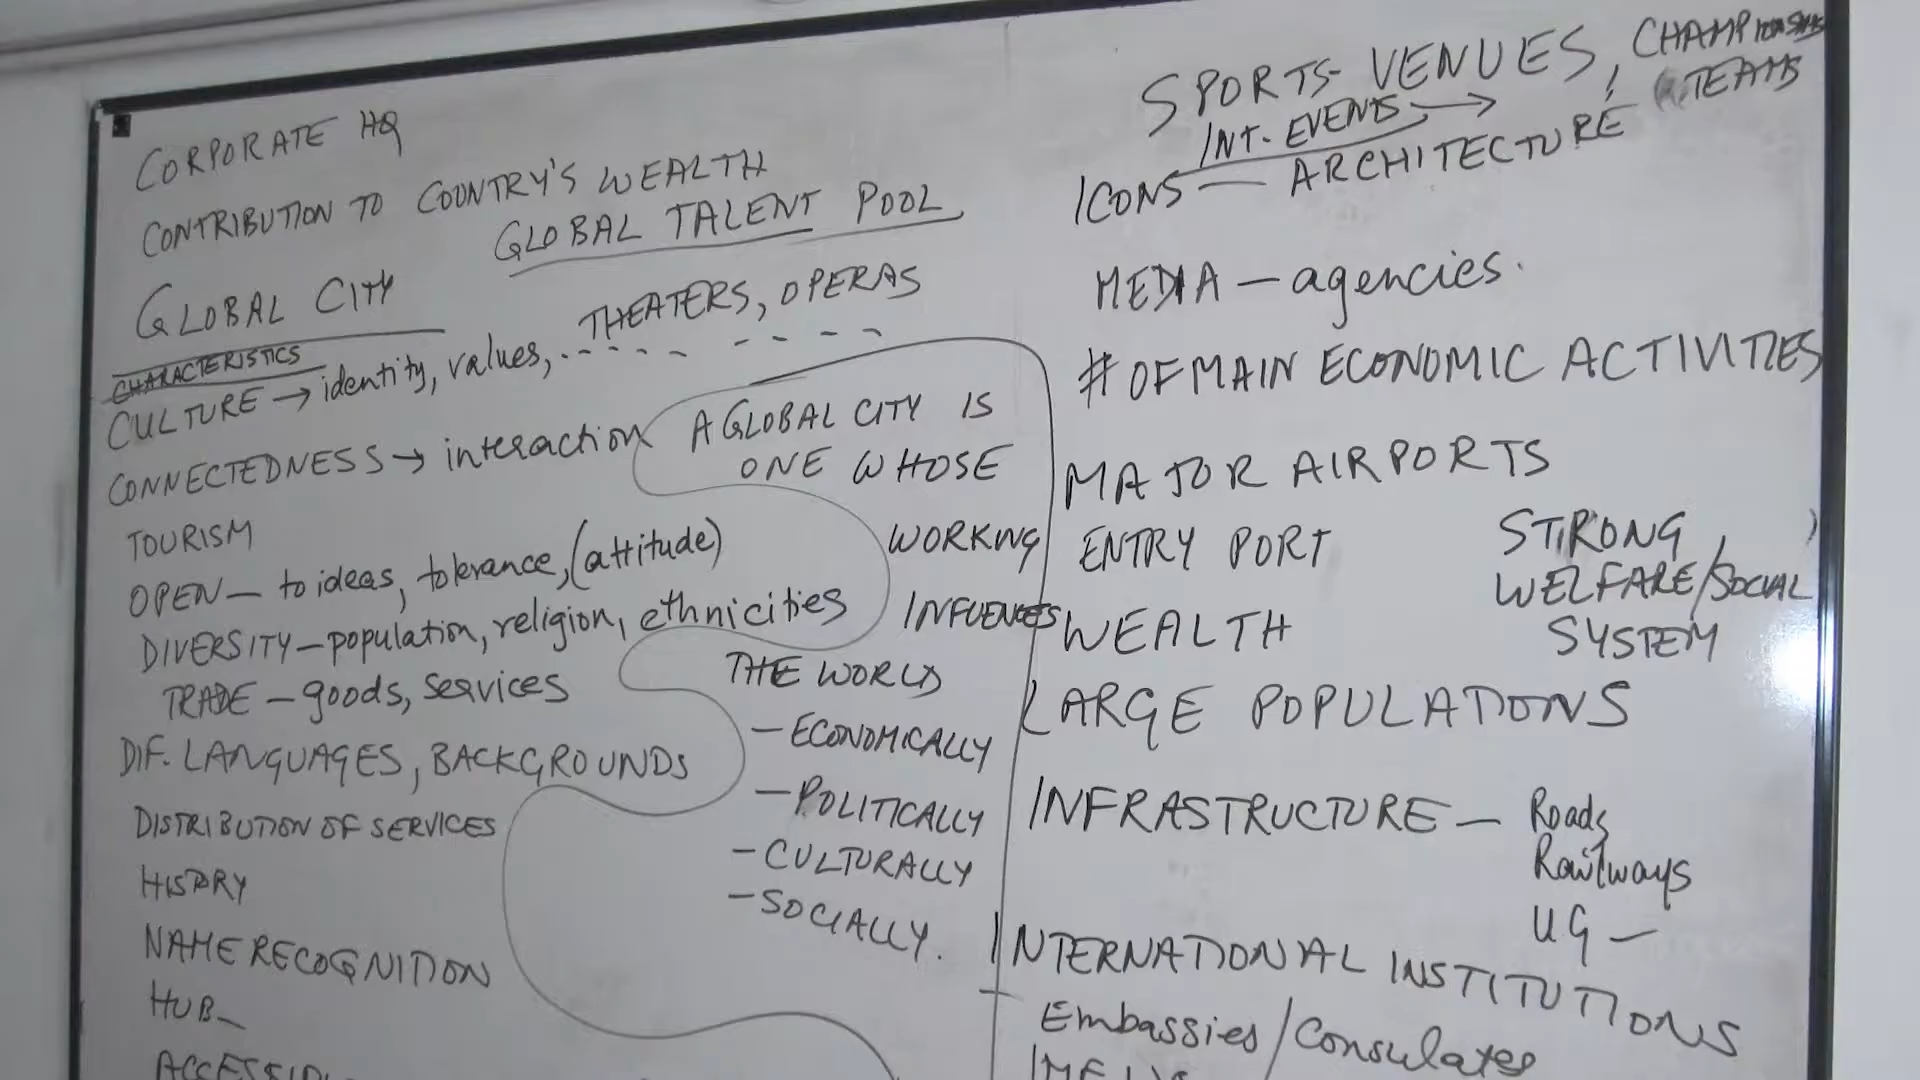 CORPORATE HQ
CONTRIBUTION TO COUNTRY'S WEALTH
GLOBAL TALENT POOL
GLOBAL CITY
THEATERS, OPERAS
CHARACTERISTICS
CULTURE → identity, values, . - - - - - - - -
CONNECTEDNESS → interaction
TOURISM
OPEN — to ideas, tolerance, (attitude)
DIVERSITY — population, religion, ethnicities
TRADE — goods, services
DIF. LANGUAGES, BACKGROUNDS
DISTRIBUTION OF SERVICES
HISTORY
NAME RECOGNITION
HUB —
A GLOBAL CITY IS
ONE WHOSE
WORKING
INFLUENCES
THE WORLD
— ECONOMICALLY
— POLITICALLY
— CULTURALLY
— SOCIALLY.
SPORTS - VENUES, CHAMPIONSHIPS
TEAMS
INT. EVENTS →
ICONS — ARCHITECTURE
MEDIA — agencies.
# OF MAIN ECONOMIC ACTIVITIES
MAJOR AIRPORTS
ENTRY PORT
STRONG
WELFARE/SOCIAL
SYSTEM
WEALTH
LARGE POPULATIONS
INFRASTRUCTURE — Roads
Railways
UG —
INTERNATIONAL INSTITUTIONS
Embassies/Consulates